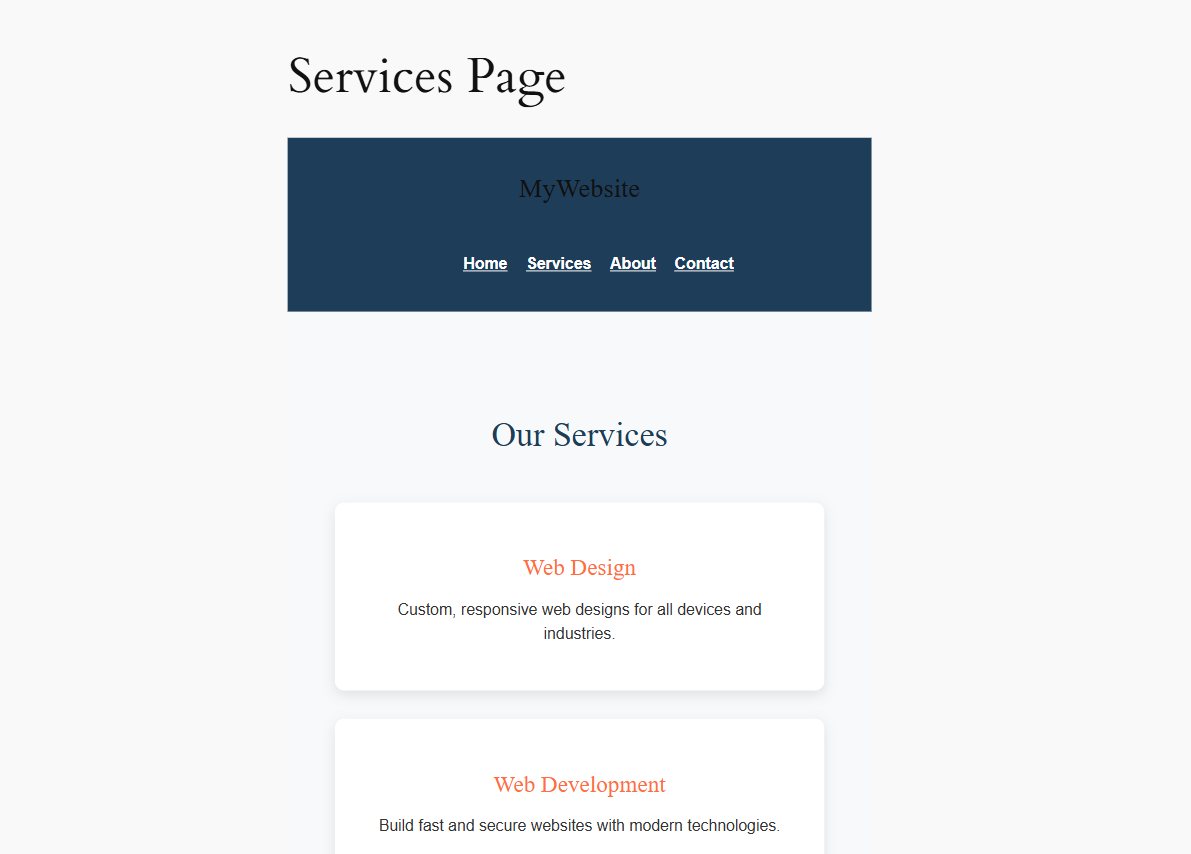 Services Page
MyWebsite
Home Services About Contact
Our Services
Web Design
Custom, responsive web designs for all devices and
industries.
Web Development
Build fast and secure websites with modern technologies.